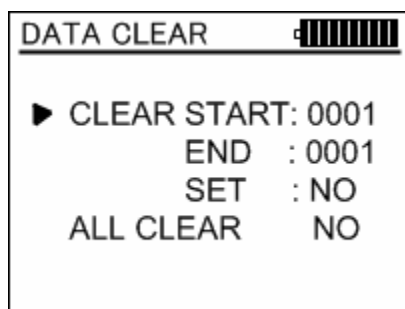 DATA CLEAR
▶ CLEAR START: 0001
END : 0001
SET : NO
ALL CLEAR NO